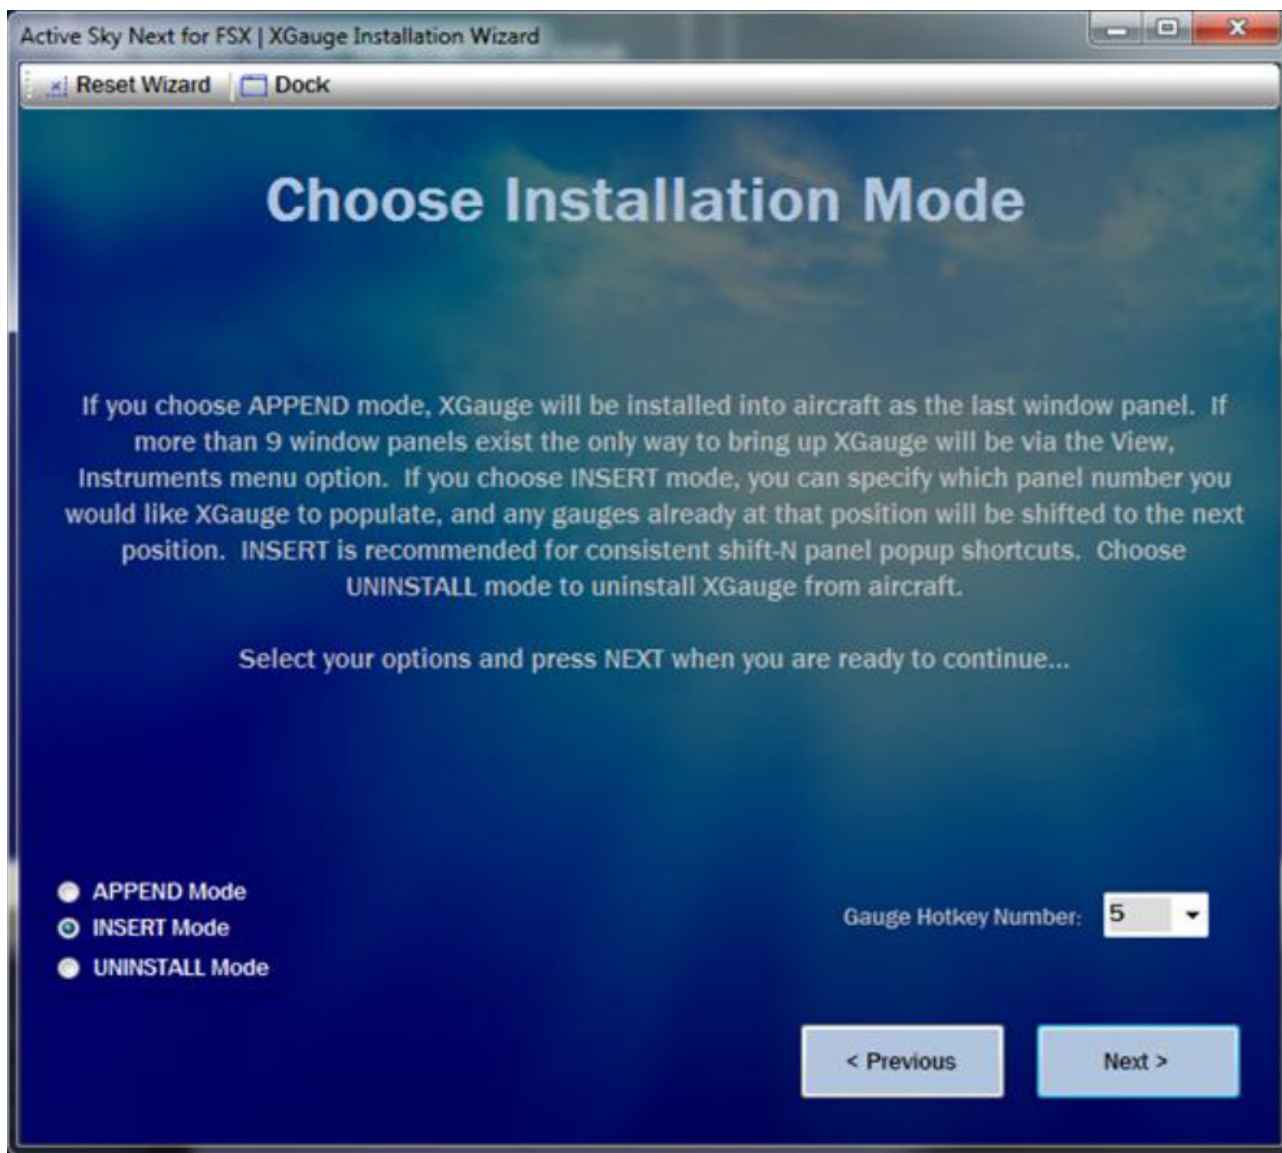 Active Sky Next for FSX | XGauge Installation Wizard
Reset Wizard Dock
Choose Installation Mode
If you choose APPEND mode, XGauge will be installed into aircraft as the last window panel. If
more than 9 window panels exist the only way to bring up XGauge will be via the View,
Instruments menu option. If you choose INSERT mode, you can specify which panel number you
would like XGauge to populate, and any gauges already at that position will be shifted to the next
position. INSERT is recommended for consistent shift-N panel popup shortcuts. Choose
UNINSTALL mode to uninstall XGauge from aircraft.
Select your options and press NEXT when you are ready to continue...
APPEND Mode
INSERT Mode
UNINSTALL Mode
Gauge Hotkey Number: 5
< Previous
Next >